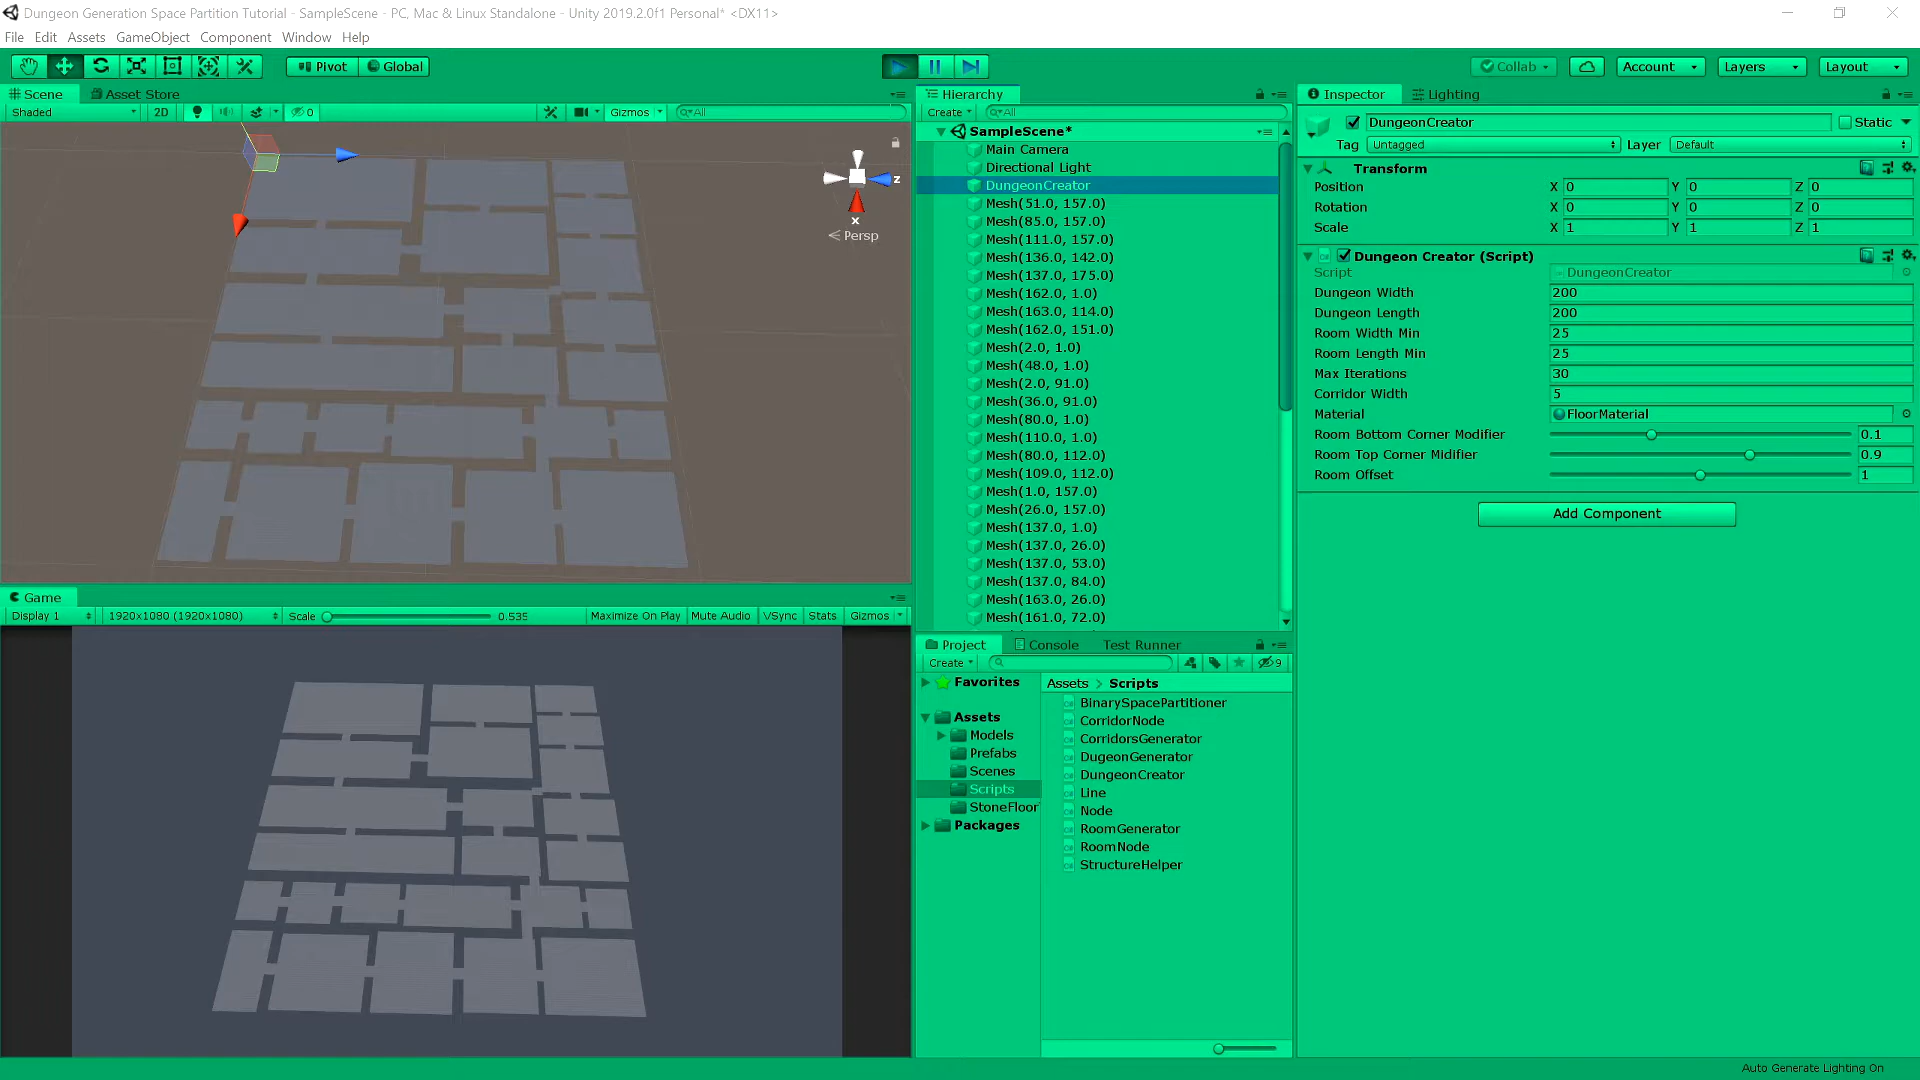 Dungeon Generation Space Partition Tutorial - SampleScene - PC, Mac & Linux Standalone - Unity 2019.2.0f1 Personal* <DX11>
File Edit Assets GameObject Component Window Help
Pivot Global Collab Account Layers Layout
Scene Asset Store
Shaded 2D 0 Gizmos All
z
x
Persp
Game
Display 1 1920x1080 (1920x1080) Scale 0.535 Maximize On Play Mute Audio VSync Stats Gizmos
Hierarchy
Create All
SampleScene*
Main Camera
Directional Light
DungeonCreator
Mesh(51.0, 157.0)
Mesh(85.0, 157.0)
Mesh(111.0, 157.0)
Mesh(136.0, 142.0)
Mesh(137.0, 175.0)
Mesh(162.0, 1.0)
Mesh(163.0, 114.0)
Mesh(162.0, 151.0)
Mesh(2.0, 1.0)
Mesh(48.0, 1.0)
Mesh(2.0, 91.0)
Mesh(36.0, 91.0)
Mesh(80.0, 1.0)
Mesh(110.0, 1.0)
Mesh(80.0, 112.0)
Mesh(109.0, 112.0)
Mesh(1.0, 157.0)
Mesh(26.0, 157.0)
Mesh(137.0, 1.0)
Mesh(137.0, 26.0)
Mesh(137.0, 53.0)
Mesh(137.0, 84.0)
Mesh(163.0, 26.0)
Mesh(161.0, 72.0)
Project Console Test Runner
Create 9
Favorites
Assets
Models
Prefabs
Scenes
Scripts
StoneFloor
Packages
Assets > Scripts
BinarySpacePartitioner
CorridorNode
CorridorsGenerator
DugeonGenerator
DungeonCreator
Line
Node
RoomGenerator
RoomNode
StructureHelper
Inspector Lighting
DungeonCreator Static
Tag Untagged Layer Default
Transform
Position X 0 Y 0 Z 0
Rotation X 0 Y 0 Z 0
Scale X 1 Y 1 Z 1
Dungeon Creator (Script)
Script DungeonCreator
Dungeon Width 200
Dungeon Length 200
Room Width Min 25
Room Length Min 25
Max Iterations 30
Corridor Width 5
Material FloorMaterial
Room Bottom Corner Modifier 0.1
Room Top Corner Midifier 0.9
Room Offset 1
Add Component
Auto Generate Lighting On